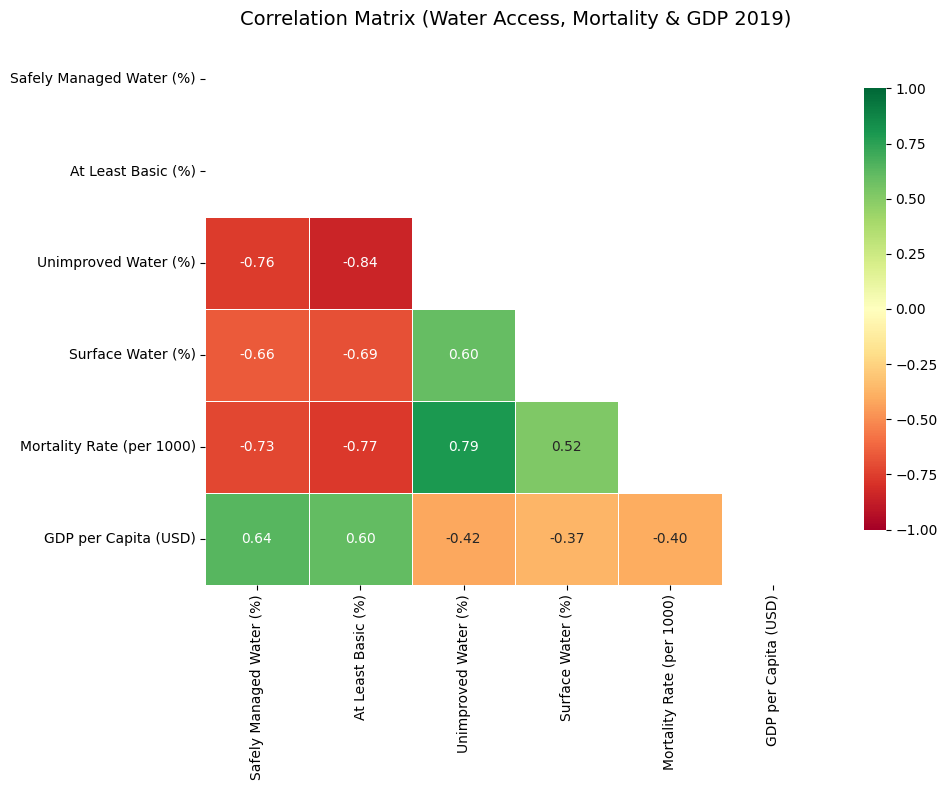 Correlation Matrix (Water Access, Mortality & GDP 2019)
Safely Managed Water (%)
At Least Basic (%)
Unimproved Water (%) -0.76 -0.84
Surface Water (%) -0.66 -0.69 0.60
Mortality Rate (per 1000) -0.73 -0.77 0.79 0.52
GDP per Capita (USD) 0.64 0.60 -0.42 -0.37 -0.40
Safely Managed Water (%)
At Least Basic (%)
Unimproved Water (%)
Surface Water (%)
Mortality Rate (per 1000)
GDP per Capita (USD)
1.00
0.75
0.50
0.25
0.00
−0.25
−0.50
−0.75
−1.00